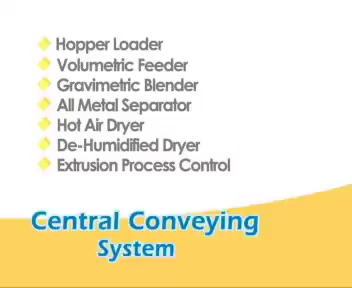 Hopper Loader
Volumetric Feeder
Gravimetric Blender
All Metal Separator
Hot Air Dryer
De-Humidified Dryer
Extrusion Process Control
Central Conveying
System